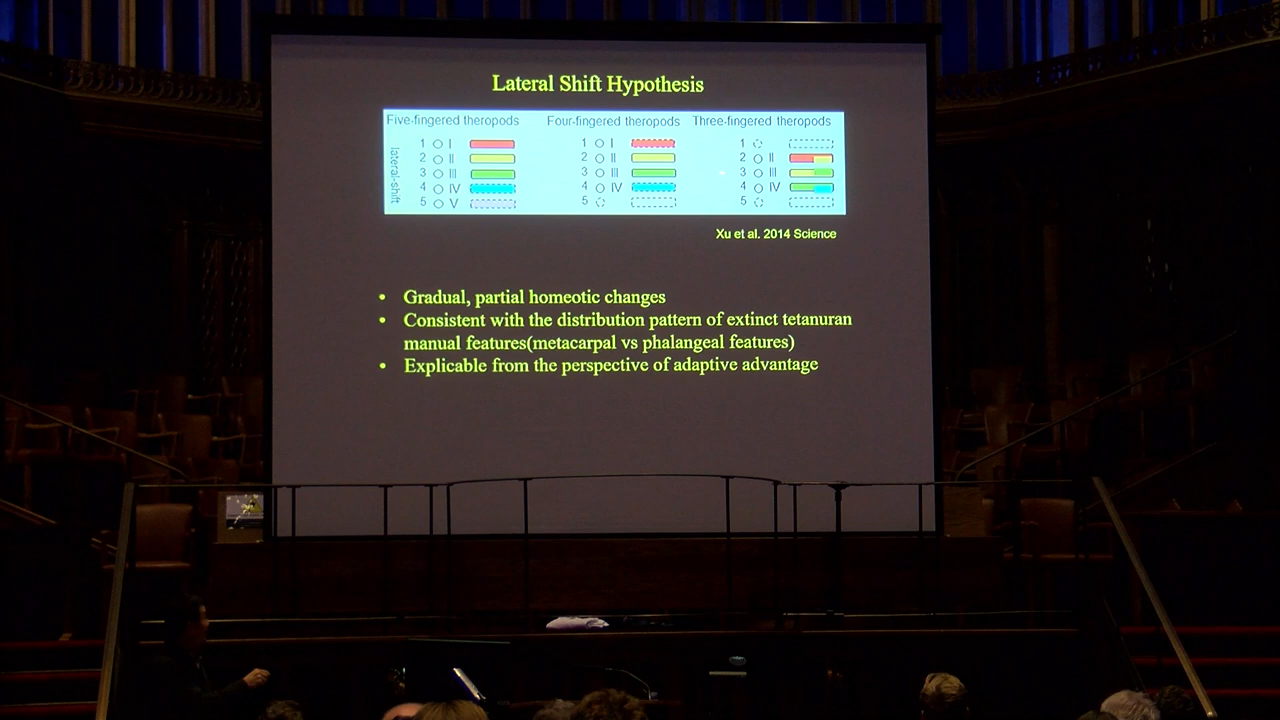 Lateral Shift Hypothesis
Five-fingered theropods Four-fingered theropods Three-fingered theropods
lateral-shift
1 I 1 I 1
2 II 2 II 2 II
3 III 3 III 3 III
4 IV 4 IV 4 IV
5 V 5 5
Xu et al. 2014 Science
• Gradual, partial homeotic changes
• Consistent with the distribution pattern of extinct tetanuran
manual features(metacarpal vs phalangeal features)
• Explicable from the perspective of adaptive advantage